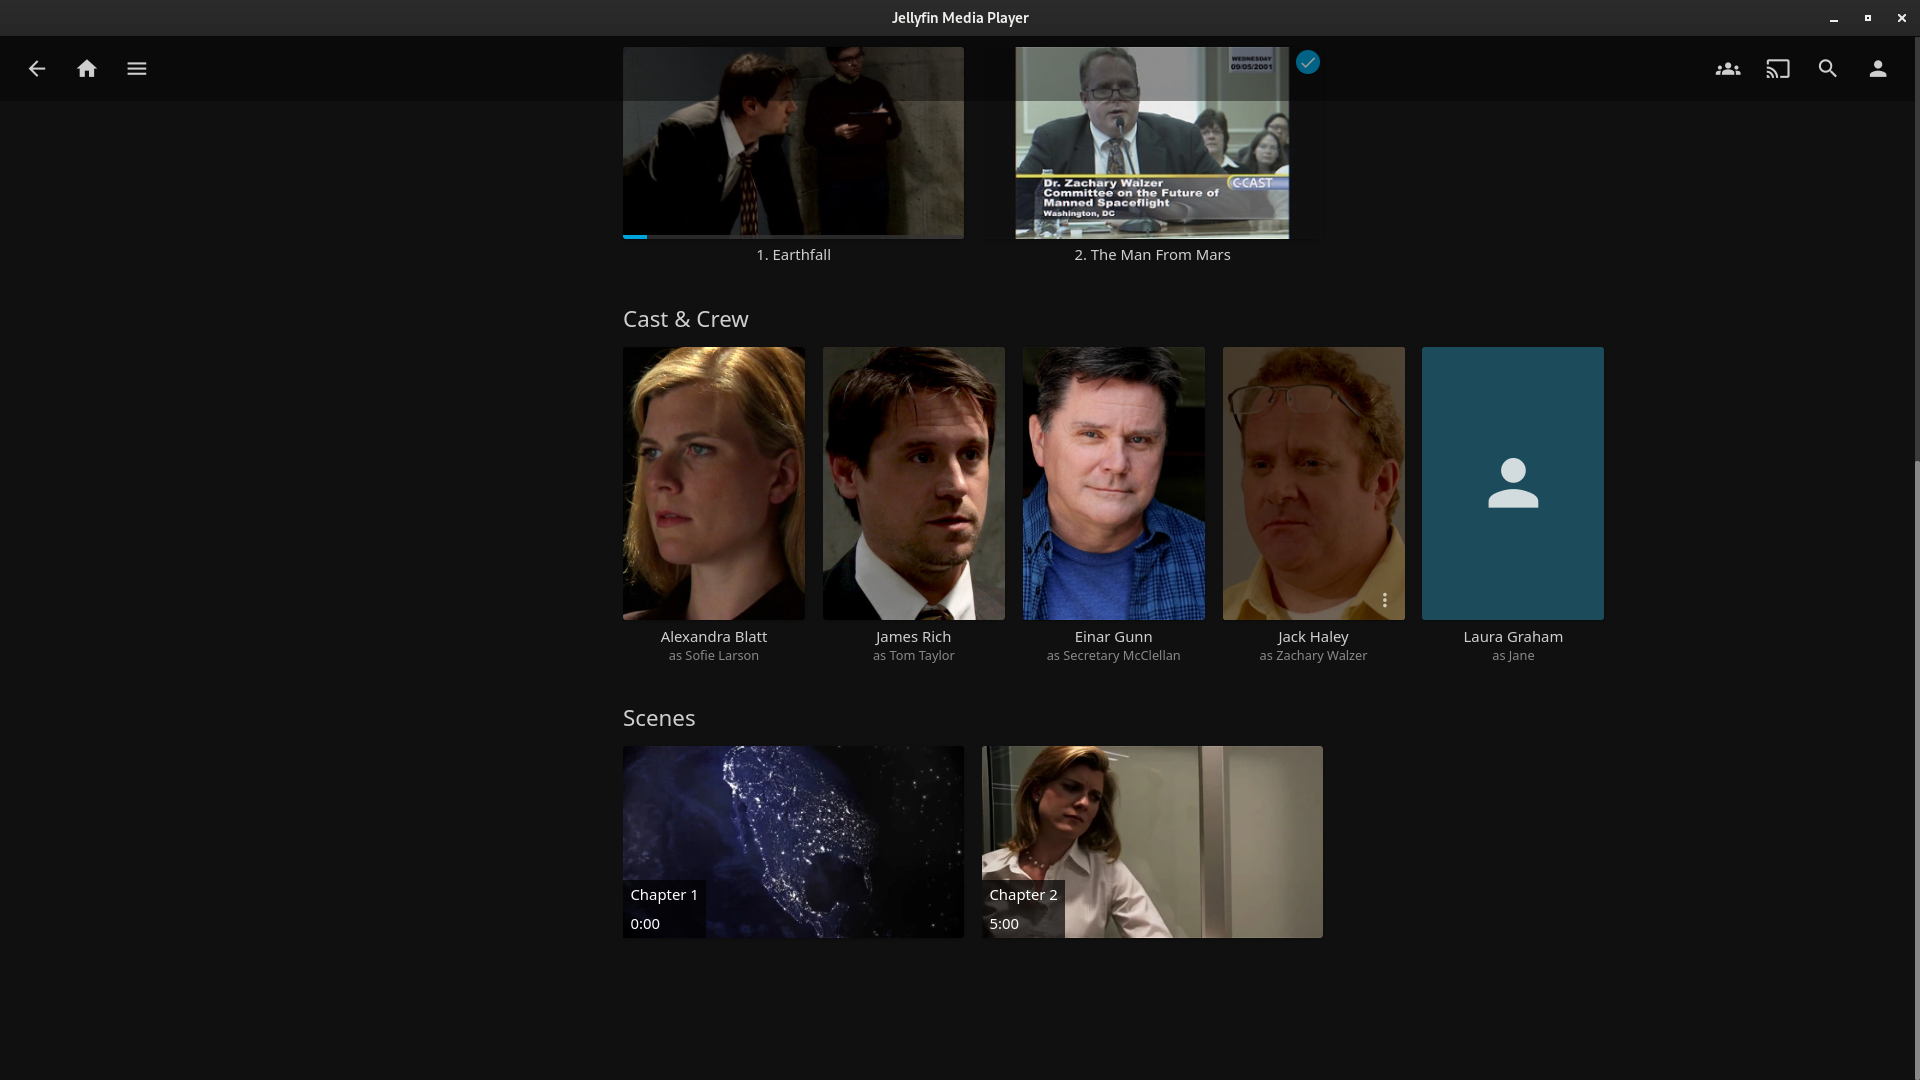 Jellyfin Media Player
WEDNESDAY
09/05/2001
Dr. Zachary Walzer
Committee on the Future of
Manned Spaceflight
Washington, DC
C-CAST
1. Earthfall
2. The Man From Mars
Cast & Crew
Alexandra Blatt
as Sofie Larson
James Rich
as Tom Taylor
Einar Gunn
as Secretary McClellan
Jack Haley
as Zachary Walzer
Laura Graham
as Jane
Scenes
Chapter 1
0:00
Chapter 2
5:00